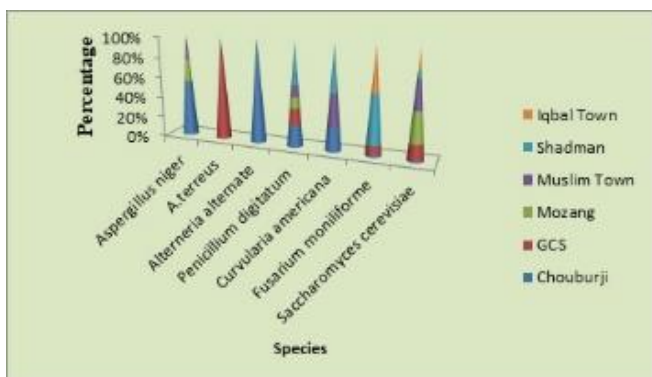 Percentage
100%
80%
60%
40%
20%
0%
Aspergillus niger
A.terreus
Alterneria alternate
Penicillium digitatum
Curvularia americana
Fusarium moniliforme
Saccharomyces cerevisiae
Species
Iqbal Town
Shadman
Muslim Town
Mozang
GCS
Chouburji